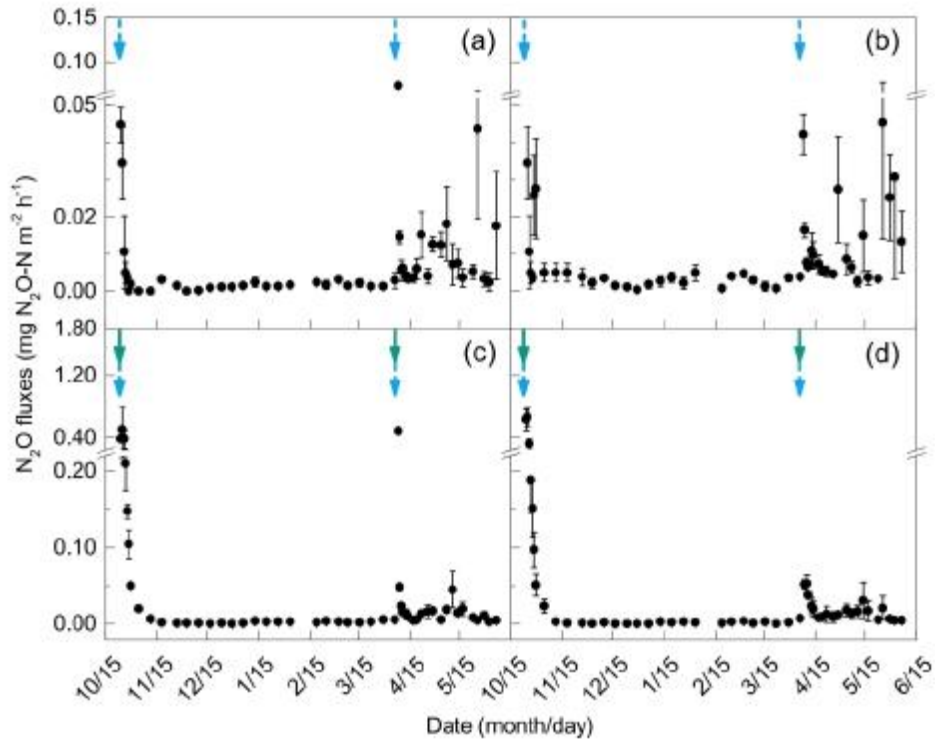 0.15
0.10
0.05
0.02
0.00
(a)
(b)
1.80
1.20
0.40
0.20
0.10
0.00
(c)
(d)
N₂O fluxes (mg N₂O-N m⁻² h⁻¹)
10/15 11/15 12/15 1/15 2/15 3/15 4/15 5/15 10/15 11/15 12/15 1/15 2/15 3/15 4/15 5/15 6/15
Date (month/day)